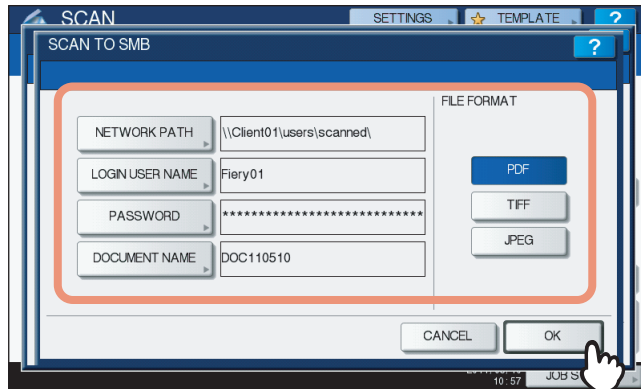 SCAN
SETTINGS
TEMPLATE
?
SCAN TO SMB
?
FILE FORMAT
NETWORK PATH
\\Client01\users\scanned\
LOGIN USER NAME
Fiery01
PASSWORD
****************************
DOCUMENT NAME
DOC110510
PDF
TIFF
JPEG
CANCEL
OK
10:57
JOB S